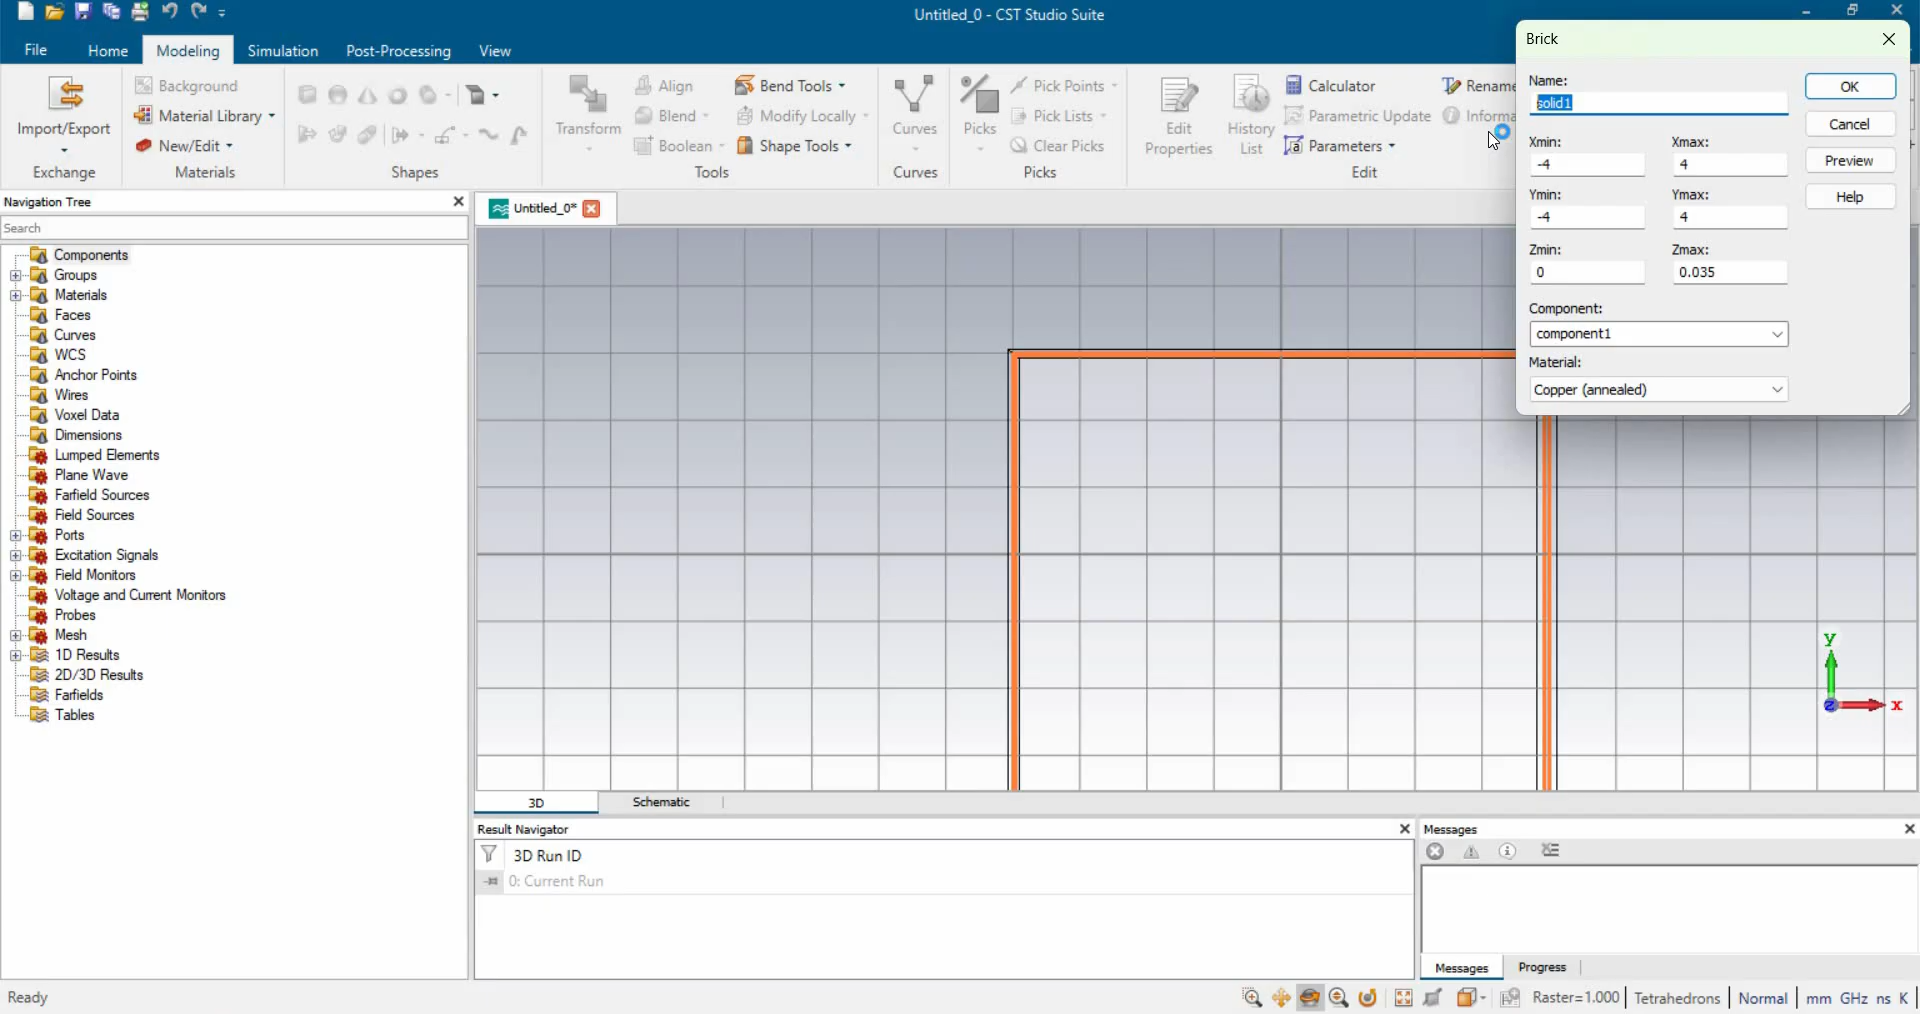 Untitled_0 - CST Studio Suite
File Home Modeling Simulation Post-Processing View
Import/Export
Exchange
Background
Material Library
New/Edit
Materials
Shapes
Transform
Align
Blend
Boolean
Bend Tools
Modify Locally
Shape Tools
Tools
Curves
Curves
Picks
Pick Points
Pick Lists
Clear Picks
Picks
Edit
Properties
History
List
Calculator
Parametric Update
Parameters
Rename
Informa
Edit
Brick
Name:
solid1
OK
Cancel
Preview
Help
Xmin: Xmax:
-4 4
Ymin: Ymax:
-4 4
Zmin: Zmax:
0 0.035
Component:
component1
Material:
Copper (annealed)
Navigation Tree
Search
Components
Groups
Materials
Faces
Curves
WCS
Anchor Points
Wires
Voxel Data
Dimensions
Lumped Elements
Plane Wave
Farfield Sources
Field Sources
Ports
Excitation Signals
Field Monitors
Voltage and Current Monitors
Probes
Mesh
1D Results
2D/3D Results
Farfields
Tables
Untitled_0*
y
z x
3D Schematic
Result Navigator
3D Run ID
0: Current Run
Messages
Messages Progress
Ready
Raster=1.000 Tetrahedrons Normal mm GHz ns K